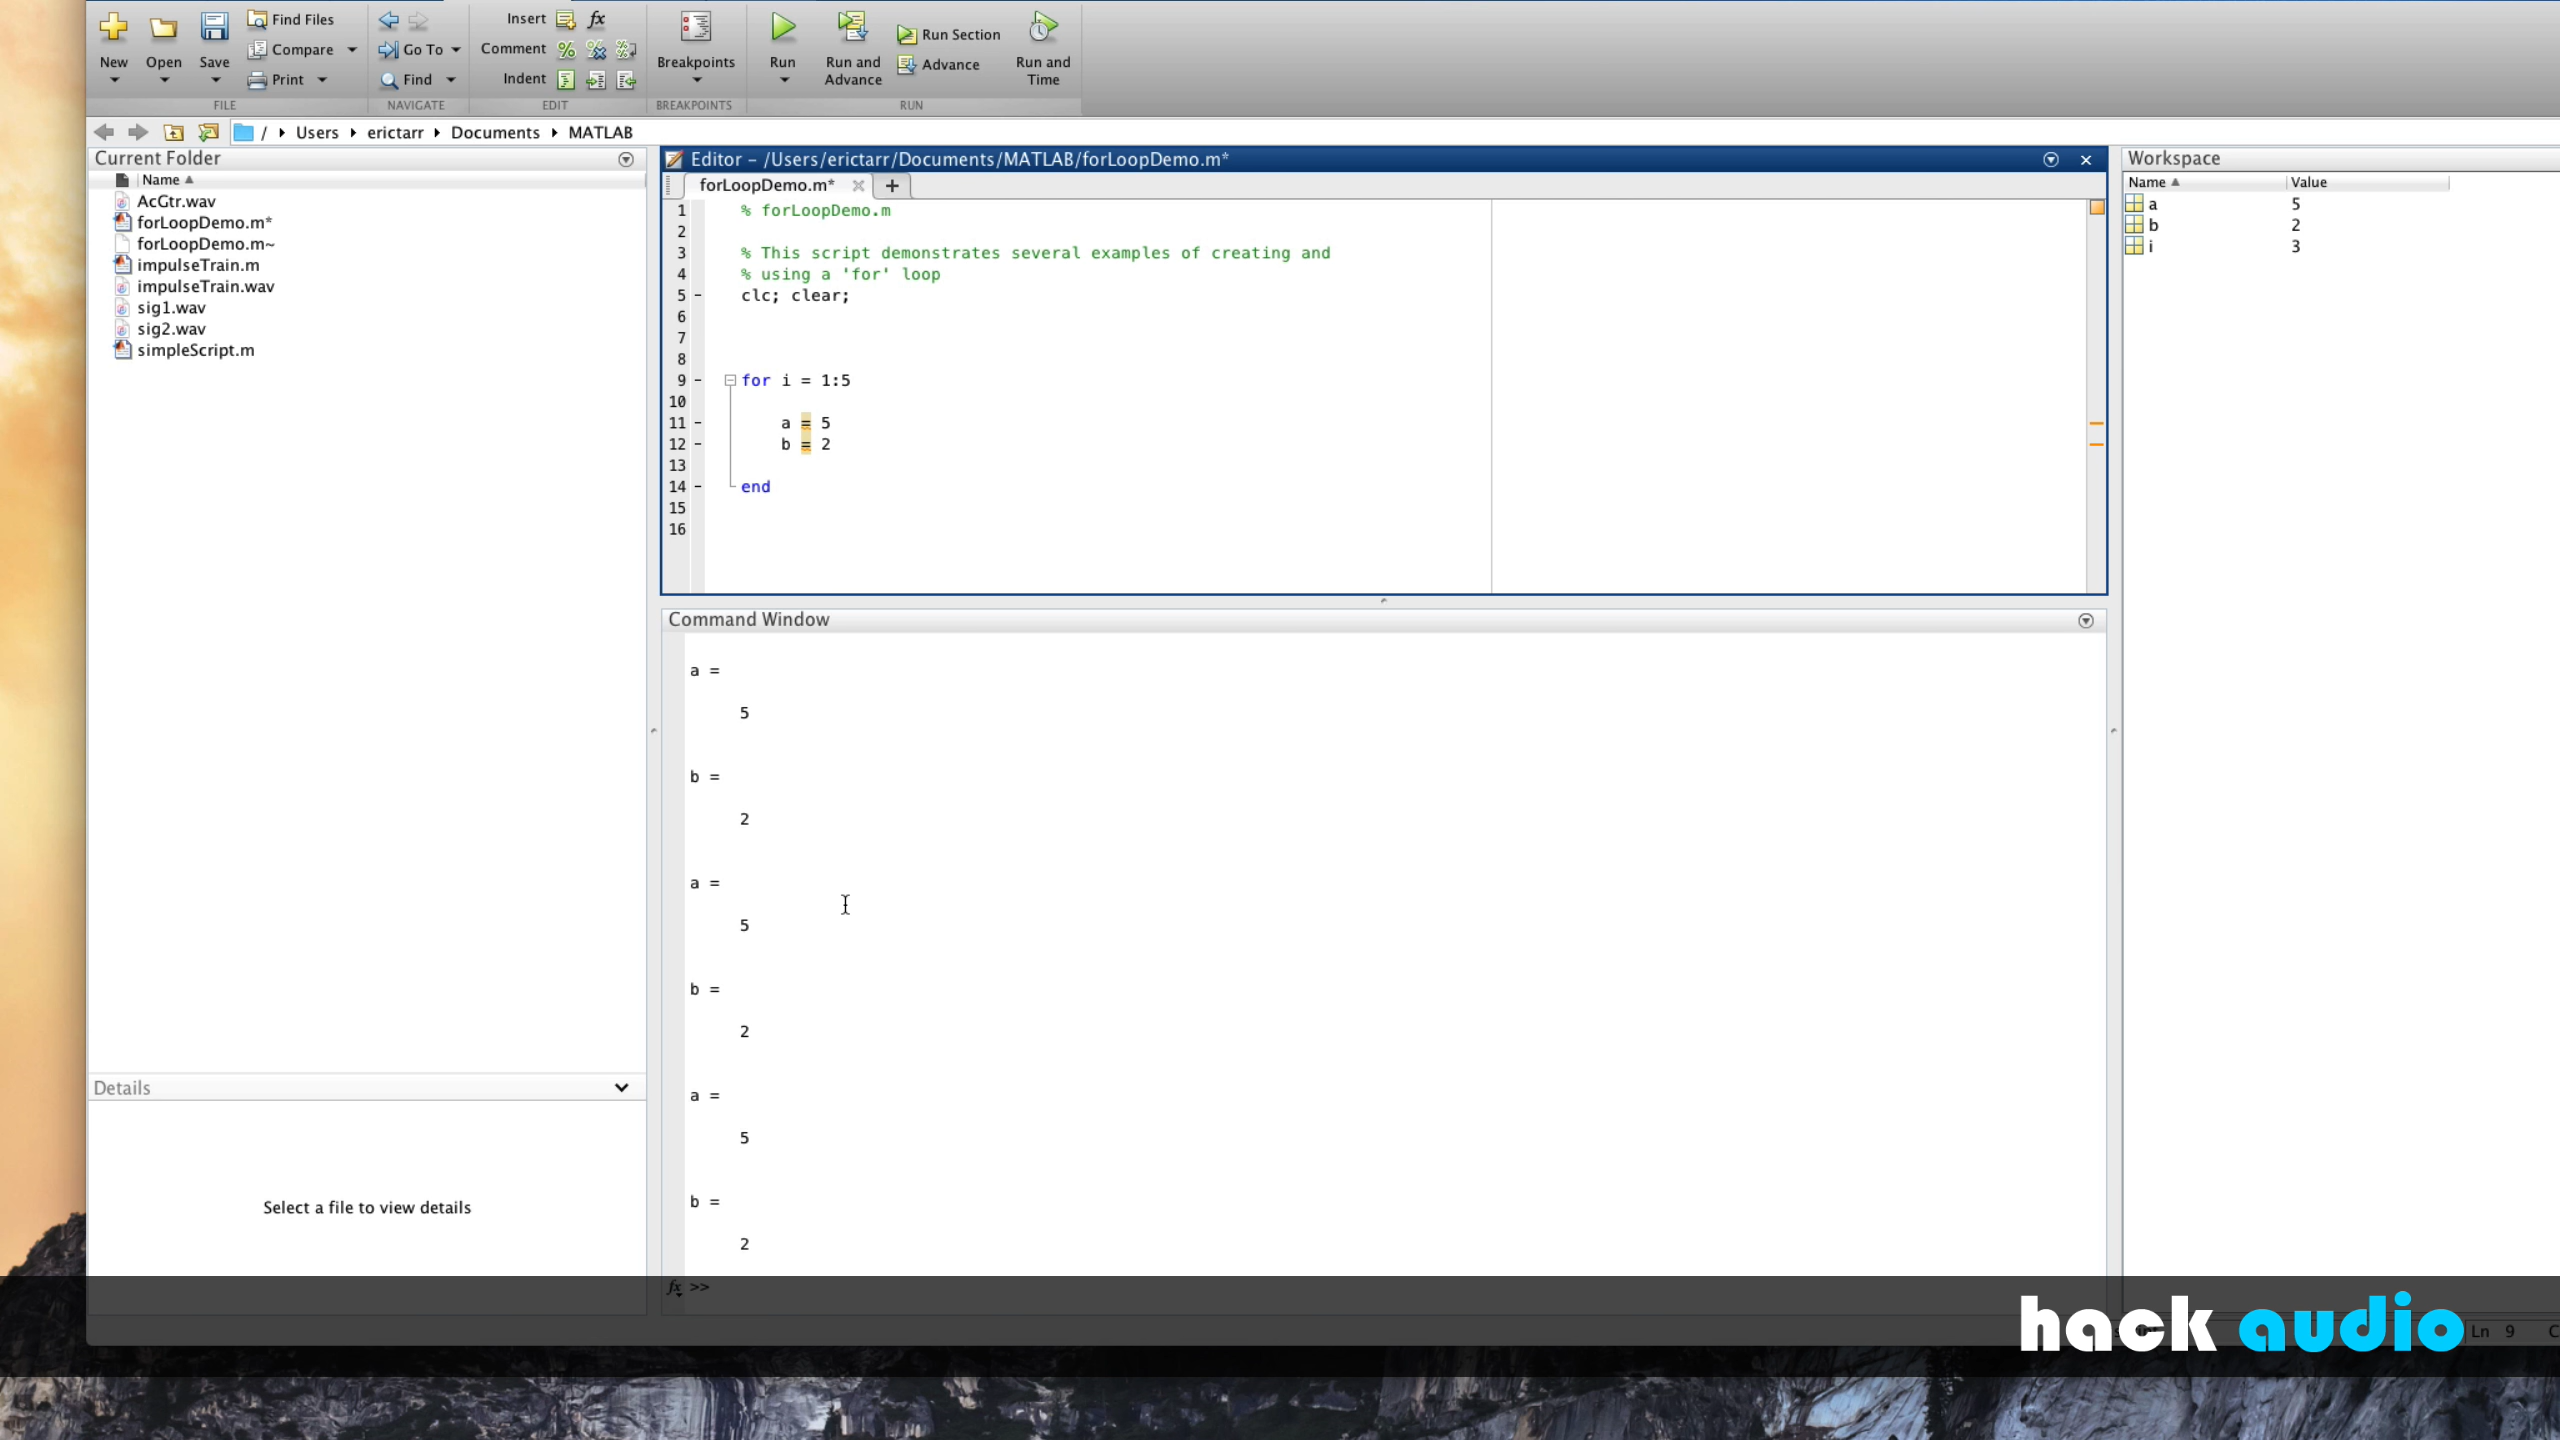 Insert
Find Files
Compare
Go To
Comment
New
Open
Save
Print
Find
Indent
Breakpoints
Run
Run and
Advance
Run Section
Advance
Run and
Time
FILE
NAVIGATE
EDIT
BREAKPOINTS
RUN
/ Users erictarr Documents MATLAB
Current Folder
Name
AcGtr.wav
forLoopDemo.m*
forLoopDemo.m~
impulseTrain.m
impulseTrain.wav
sig1.wav
sig2.wav
simpleScript.m
Details
Select a file to view details
Editor – /Users/erictarr/Documents/MATLAB/forLoopDemo.m*
forLoopDemo.m*
1 % forLoopDemo.m
2
3 % This script demonstrates several examples of creating and
4 % using a 'for' loop
5 – clc; clear;
6
7
8
9 – for i = 1:5
10
11 – a = 5
12 – b = 2
13
14 – end
15
16
Command Window
a =
5
b =
2
a =
5
b =
2
a =
5
b =
2
fx >>
Workspace
Name Value
a 5
b 2
i 3
hack audio
Ln 9